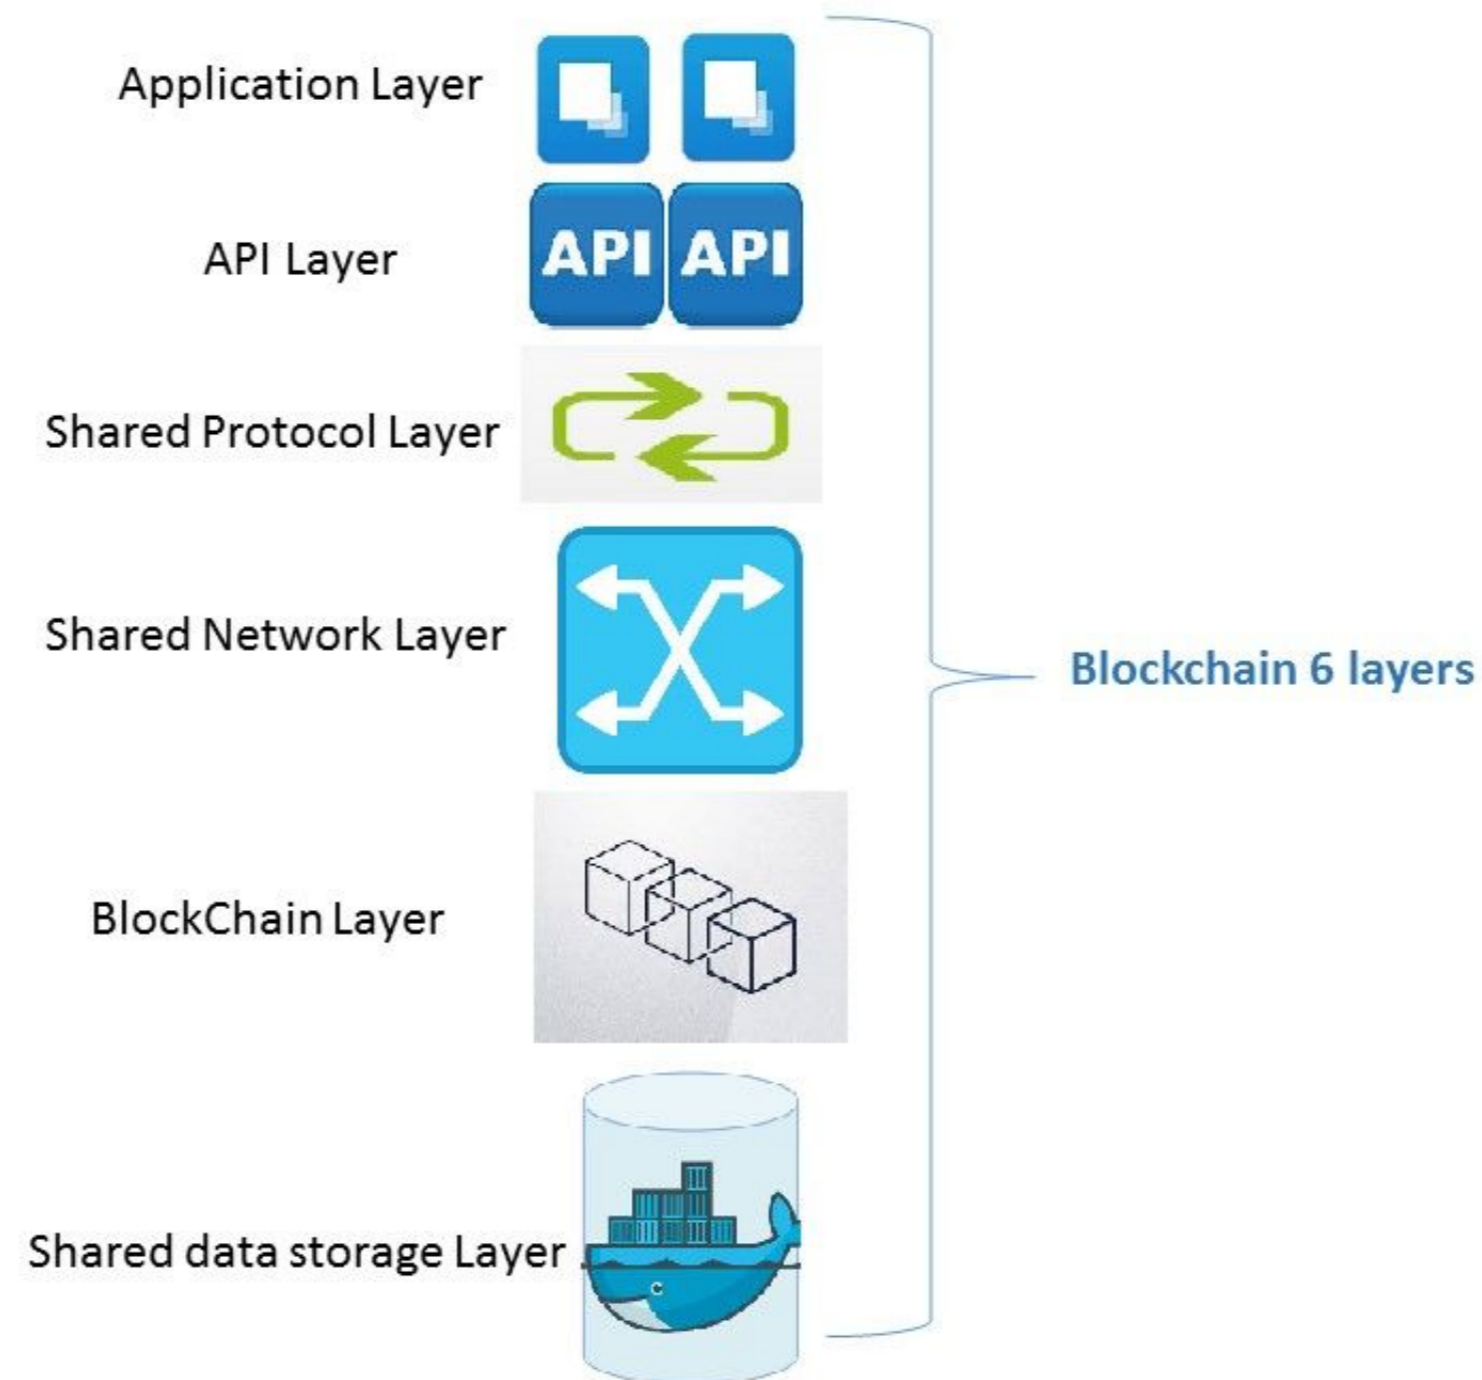 Application Layer
API Layer
API API
Shared Protocol Layer
Shared Network Layer
Blockchain 6 layers
BlockChain Layer
Shared data storage Layer